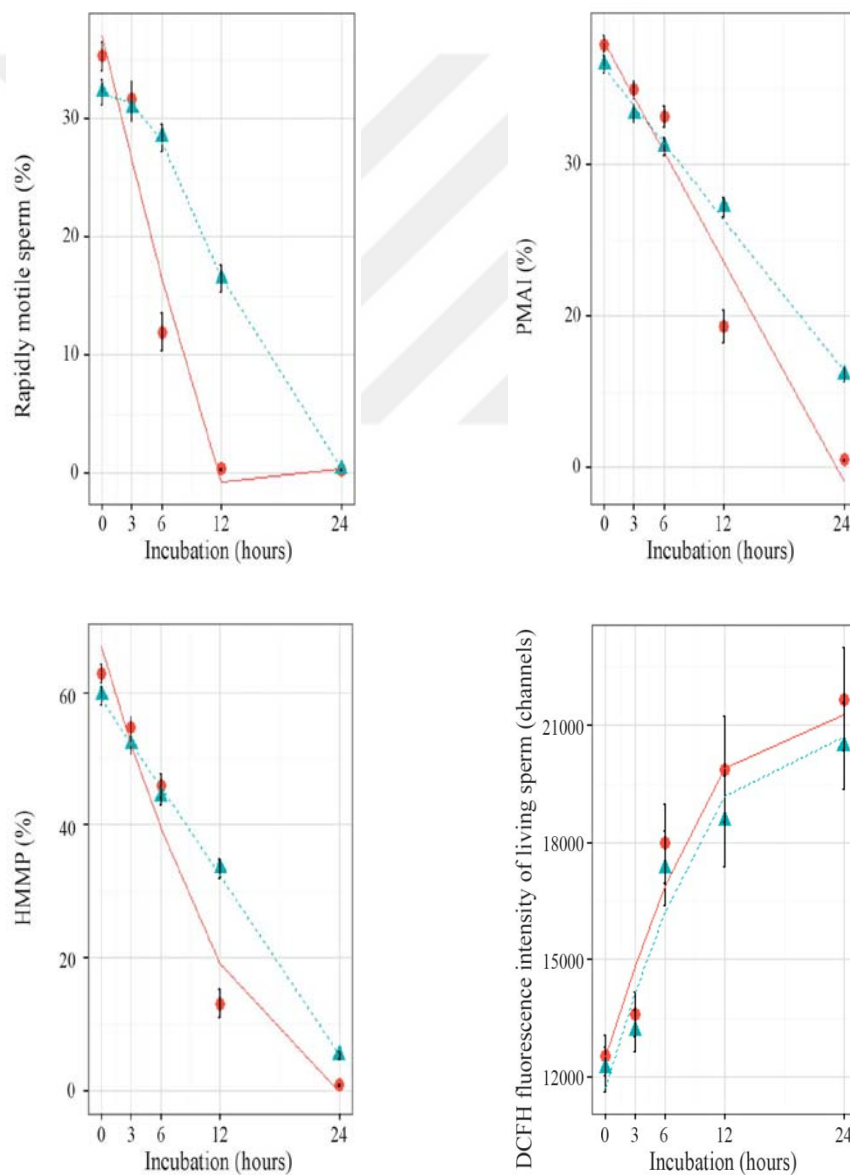 Rapidly motile sperm (%)
30
20
10
0
0 3 6 12 24
Incubation (hours)
PMAI (%)
30
20
0
0 3 6 12 24
Incubation (hours)
HMMP (%)
60
40
20
0
0 3 6 12 24
Incubation (hours)
DCFH fluorescence intensity of living sperm (channels)
21000
18000
15000
12000
0 3 6 12 24
Incubation (hours)